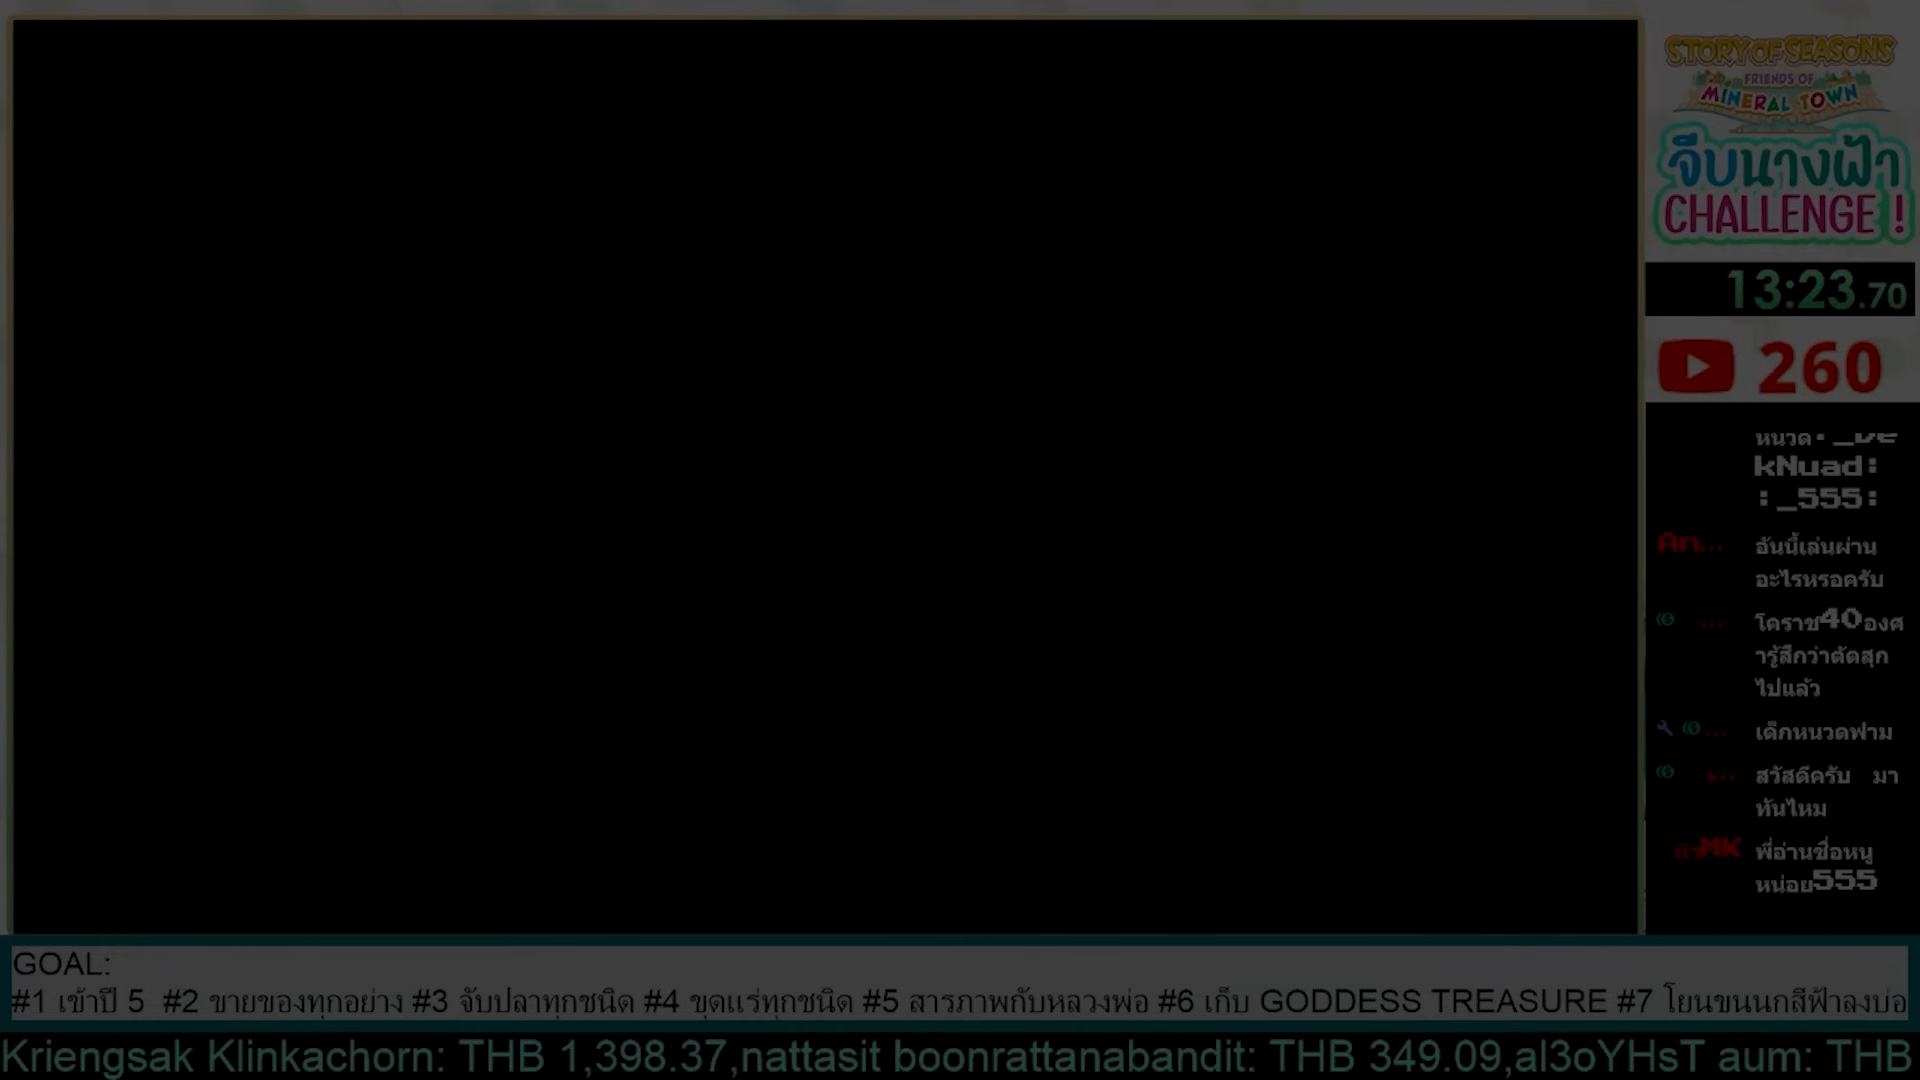 STORY OF SEASONS
FRIENDS OF
MINERAL TOWN
จีบนางฟ้า
CHALLENGE !
13:23.70
260
หนวด:
kNuad:
:_555:
An... อันนี้เล่นผ่าน
อะไรหรอครับ
... โคราช40องศ
ารู้สึกว่าตัดสุก
ไปแล้ว
... เด็กหนวดฟาม
... สวัสดีครับ มา
ทันไหม
MK พี่อ่านชื่อหนู
หน่อย555
GOAL:
#1 เข้าปี 5 #2 ขายของทุกอย่าง #3 จับปลาทุกชนิด #4 ขุดแร่ทุกชนิด #5 สารภาพกับหลวงพ่อ #6 เก็บ GODDESS TREASURE #7 โยนขนนกสีฟ้าลงบ่อ
Kriengsak Klinkachorn: THB 1,398.37,nattasit boonrattanabandit: THB 349.09,al3oYHsT aum: THB